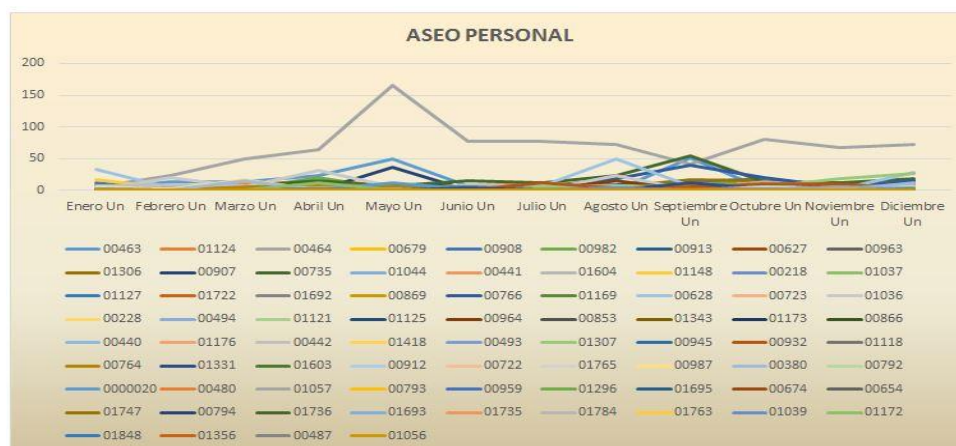 ASEO PERSONAL
200
150
100
50
0
Enero Un Febrero Un Marzo Un Abril Un Mayo Un Junio Un Julio Un Agosto Un Septiembre Octubre Un Noviembre Diciembre
Un Un Un
00463 01124 00464 00679 00908 00982 00913 00627 00963
01306 00907 00735 01044 00441 01604 01148 00218 01037
01127 01722 01692 00869 00766 01169 00628 00723 01036
00228 00494 01121 01125 00964 00853 01343 01173 00866
00440 01176 00442 01418 00493 01307 00945 00932 01118
00764 01331 01603 00912 00722 01765 00987 00380 00792
0000020 00480 01057 00793 00959 01296 01695 00674 00654
01747 00794 01736 01693 01735 01784 01763 01039 01172
01848 01356 00487 01056